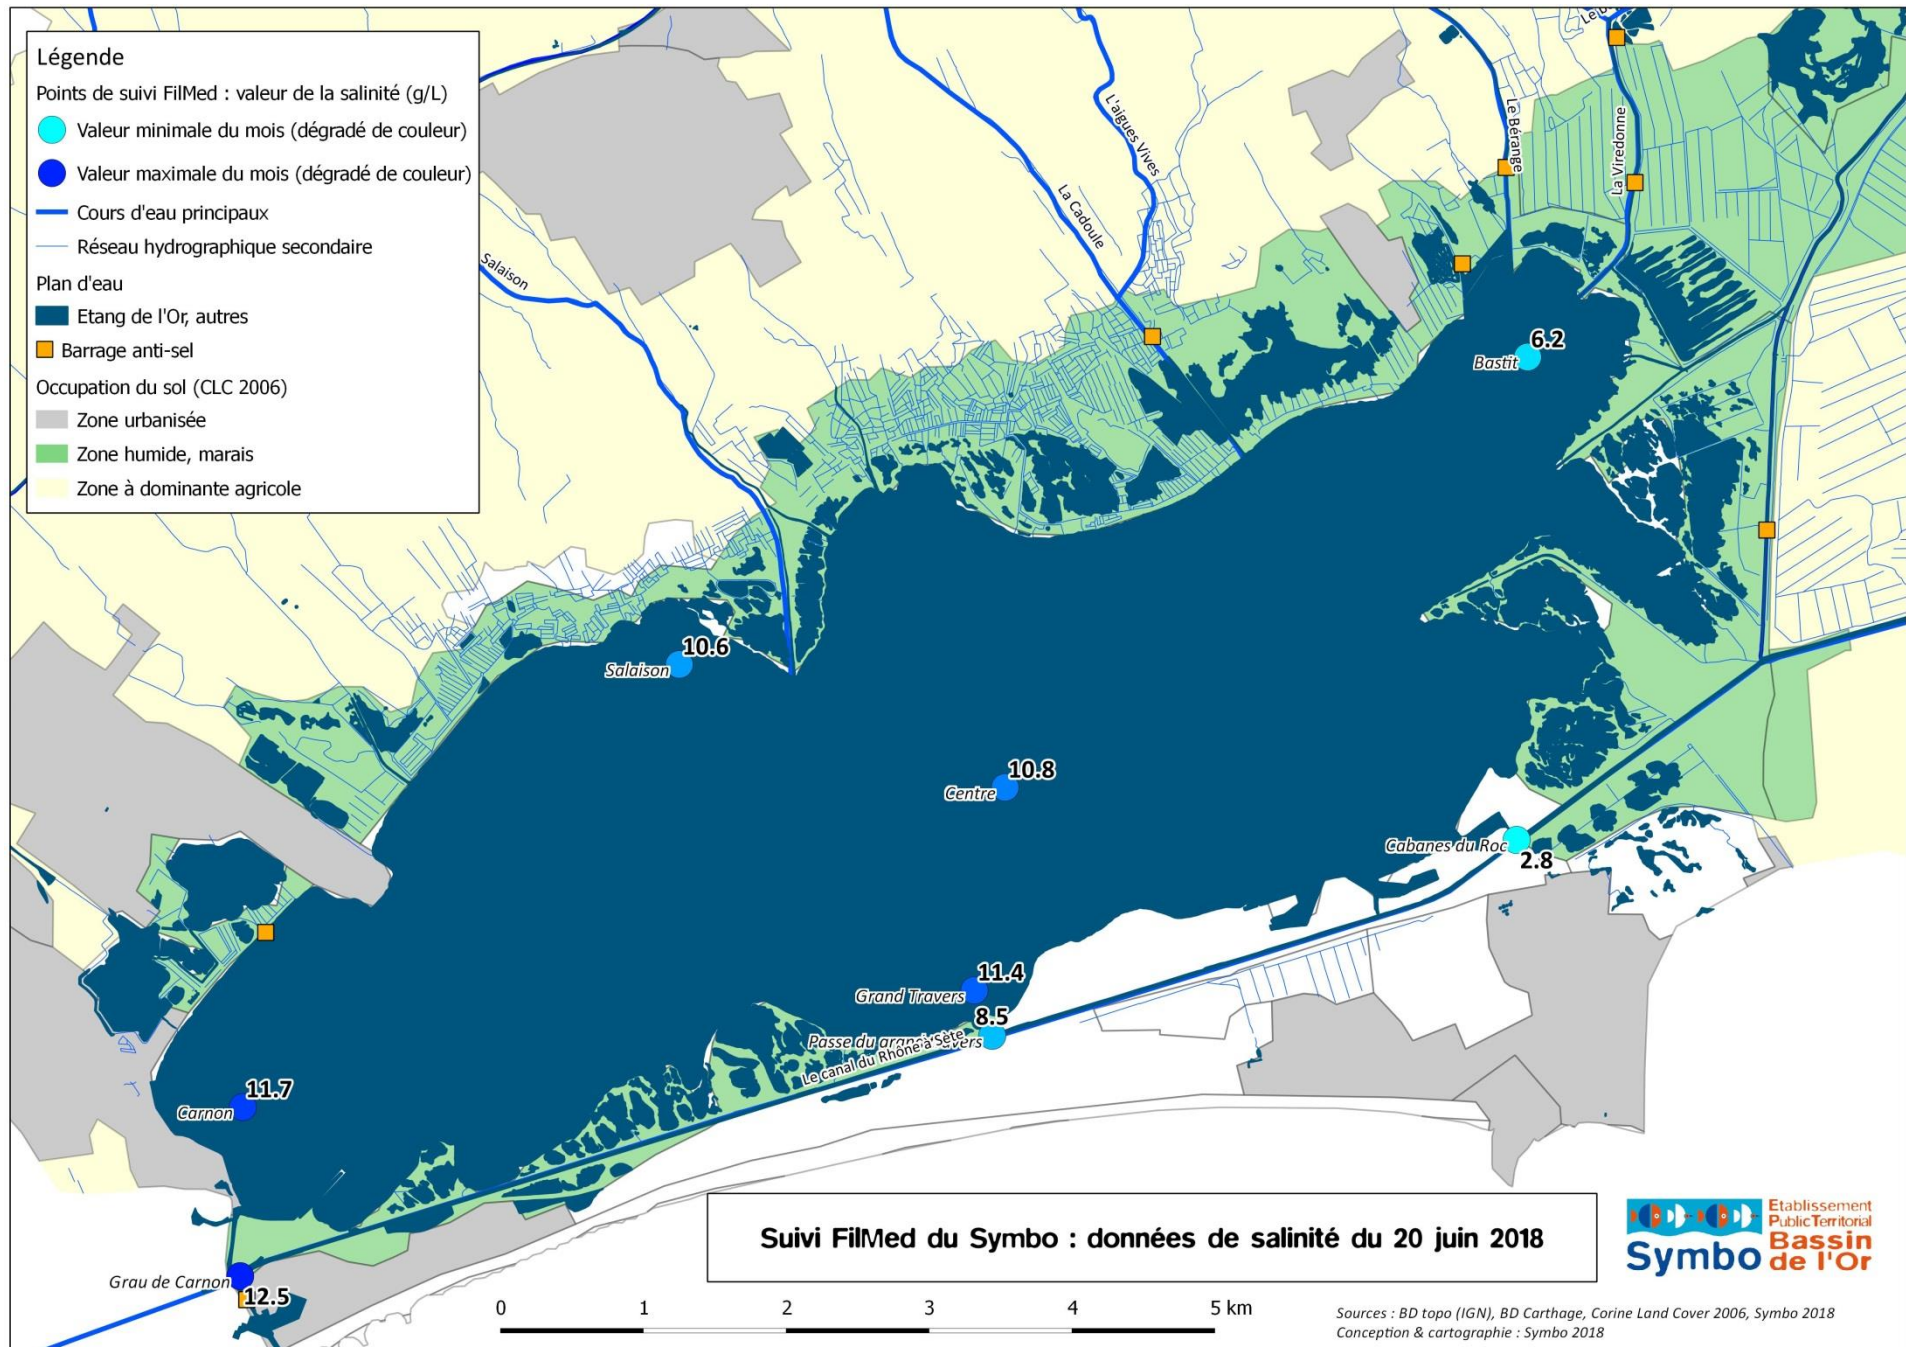 Légende
Points de suivi FilMed : valeur de la salinité (g/L)
Valeur minimale du mois (dégradé de couleur)
Valeur maximale du mois (dégradé de couleur)
Cours d'eau principaux
Réseau hydrographique secondaire
Plan d'eau
Etang de l'Or, autres
Barrage anti-sel
Occupation du sol (CLC 2006)
Zone urbanisée
Zone humide, marais
Zone à dominante agricole
Salaison
La Cadoule
L'aigues Vives
Le Bérange
La Viredonne
6.2
Bastit
10.6
Salaison
10.8
Centre
Cabanes du Roc
2.8
11.4
Grand Travers
8.5
Passe du grand
Le canal du Rhône à Sète
11.7
Carnon
Grau de Carnon
12.5
Suivi FilMed du Symbo : données de salinité du 20 juin 2018
Etablissement
Public Territorial
Bassin
de l'Or
Symbo
0 1 2 3 4 5 km
Sources : BD topo (IGN), BD Carthage, Corine Land Cover 2006, Symbo 2018
Conception & cartographie : Symbo 2018